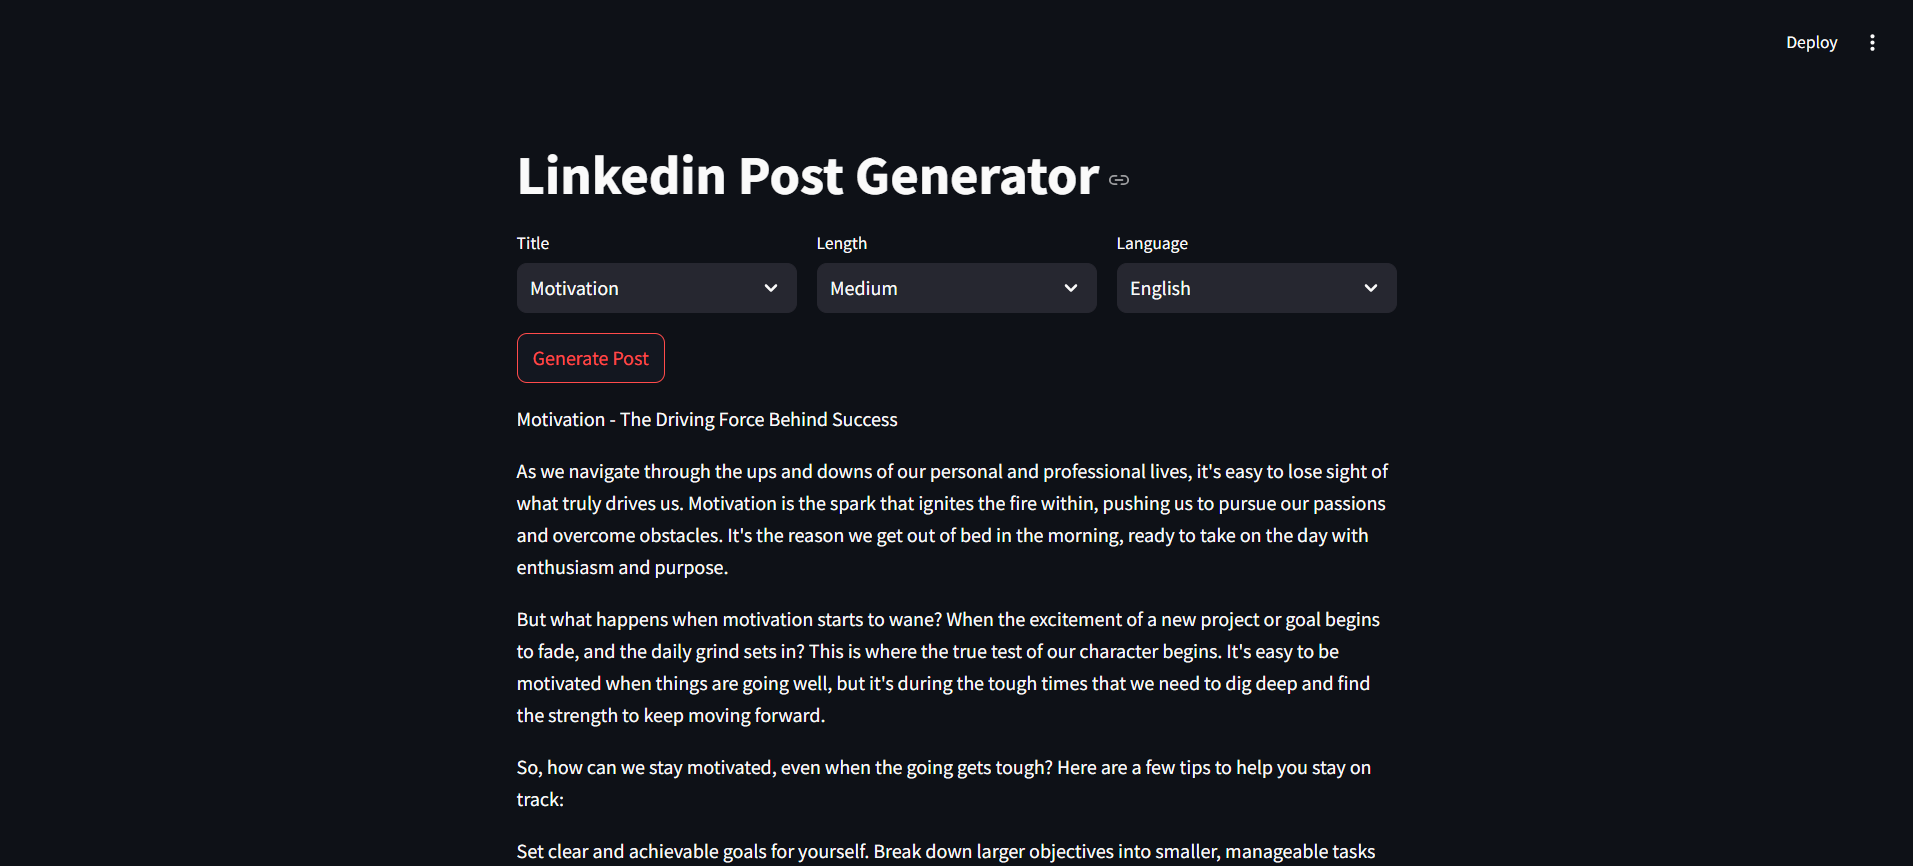 Deploy
Linkedin Post Generator
Title
Length
Language
Motivation
Medium
English
Generate Post
Motivation - The Driving Force Behind Success
As we navigate through the ups and downs of our personal and professional lives, it's easy to lose sight of
what truly drives us. Motivation is the spark that ignites the fire within, pushing us to pursue our passions
and overcome obstacles. It's the reason we get out of bed in the morning, ready to take on the day with
enthusiasm and purpose.
But what happens when motivation starts to wane? When the excitement of a new project or goal begins
to fade, and the daily grind sets in? This is where the true test of our character begins. It's easy to be
motivated when things are going well, but it's during the tough times that we need to dig deep and find
the strength to keep moving forward.
So, how can we stay motivated, even when the going gets tough? Here are a few tips to help you stay on
track:
Set clear and achievable goals for yourself. Break down larger objectives into smaller, manageable tasks